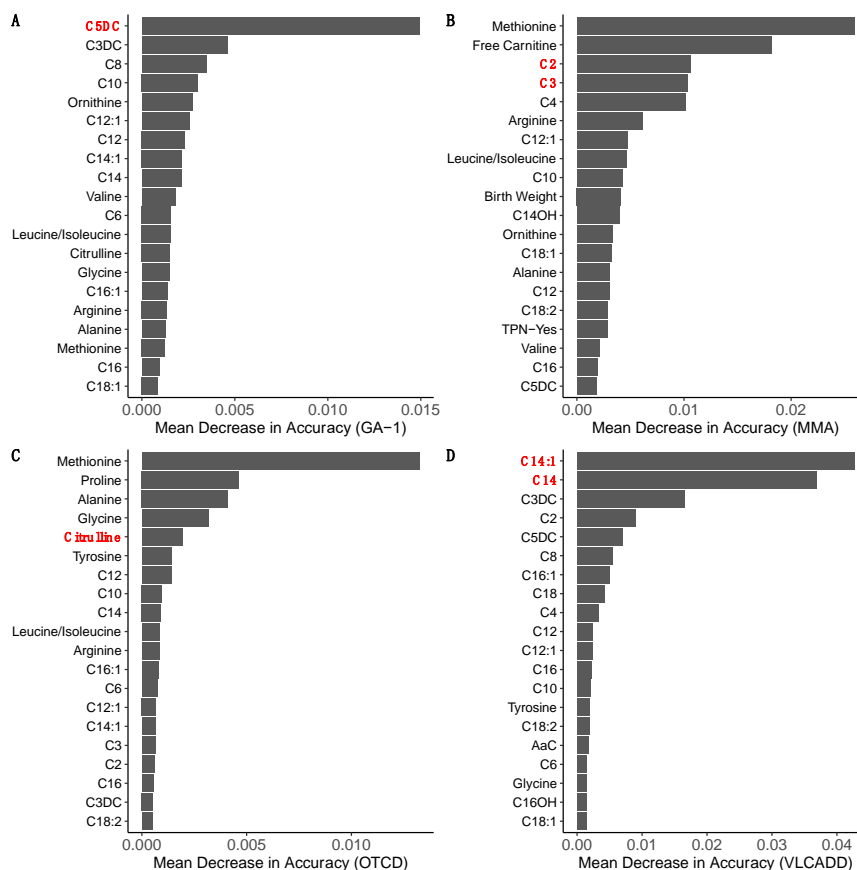 A
C5DC
C3DC
C8
C10
Ornithine
C12:1
C12
C14:1
C14
Valine
C6
Leucine/Isoleucine
Citrulline
Glycine
C16:1
Arginine
Alanine
Methionine
C16
C18:1
0.000 0.005 0.010 0.015
Mean Decrease in Accuracy (GA−1)
B
Methionine
Free Carnitine
C2
C3
C4
Arginine
C12:1
Leucine/Isoleucine
C10
Birth Weight
C14OH
Ornithine
C18:1
Alanine
C12
C18:2
TPN−Yes
Valine
C16
C5DC
0.00 0.01 0.02
Mean Decrease in Accuracy (MMA)
C
Methionine
Proline
Alanine
Glycine
Citrulline
Tyrosine
C12
C10
C14
Leucine/Isoleucine
Arginine
C16:1
C6
C12:1
C14:1
C3
C2
C16
C3DC
C18:2
0.000 0.005 0.010
Mean Decrease in Accuracy (OTCD)
D
C14:1
C14
C3DC
C2
C5DC
C8
C16:1
C18
C4
C12
C12:1
C16
C10
Tyrosine
C18:2
AaC
C6
Glycine
C16OH
C18:1
0.00 0.01 0.02 0.03 0.04
Mean Decrease in Accuracy (VLCADD)